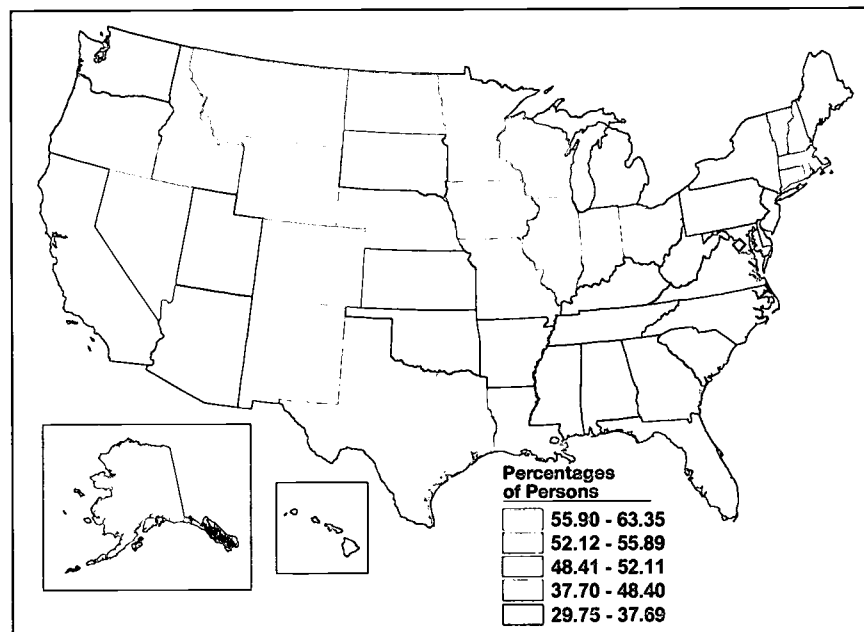 Percentages
of Persons
55.90 - 63.35
52.12 - 55.89
48.41 - 52.11
37.70 - 48.40
29.75 - 37.69